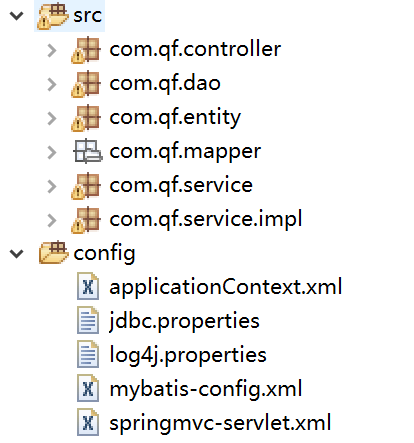 src
com.qf.controller
com.qf.dao
com.qf.entity
com.qf.mapper
com.qf.service
com.qf.service.impl
config
applicationContext.xml
jdbc.properties
log4j.properties
mybatis-config.xml
springmvc-servlet.xml